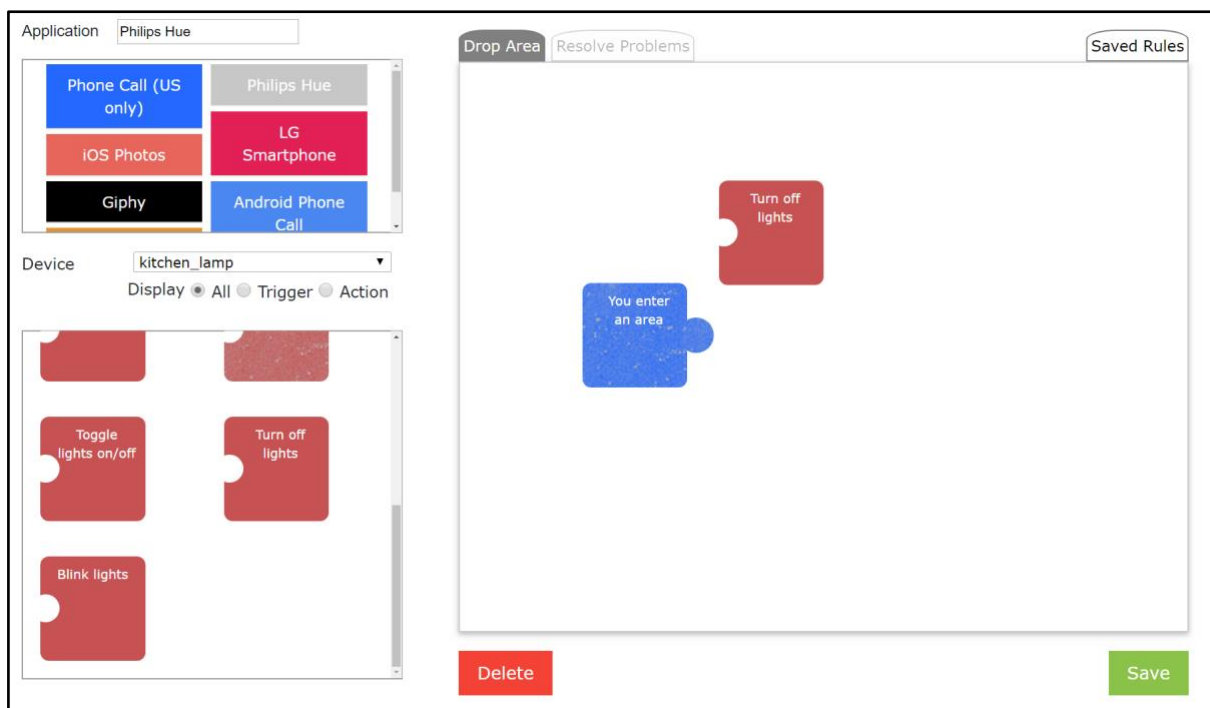 Application
Philips Hue
Phone Call (US
only)
Philips Hue
iOS Photos
LG
Smartphone
Giphy
Android Phone
Call
Device
kitchen_lamp
Display
All
Trigger
Action
Toggle
lights on/off
Turn off
lights
Blink lights
Drop Area
Resolve Problems
Saved Rules
Turn off
lights
You enter
an area
Delete
Save